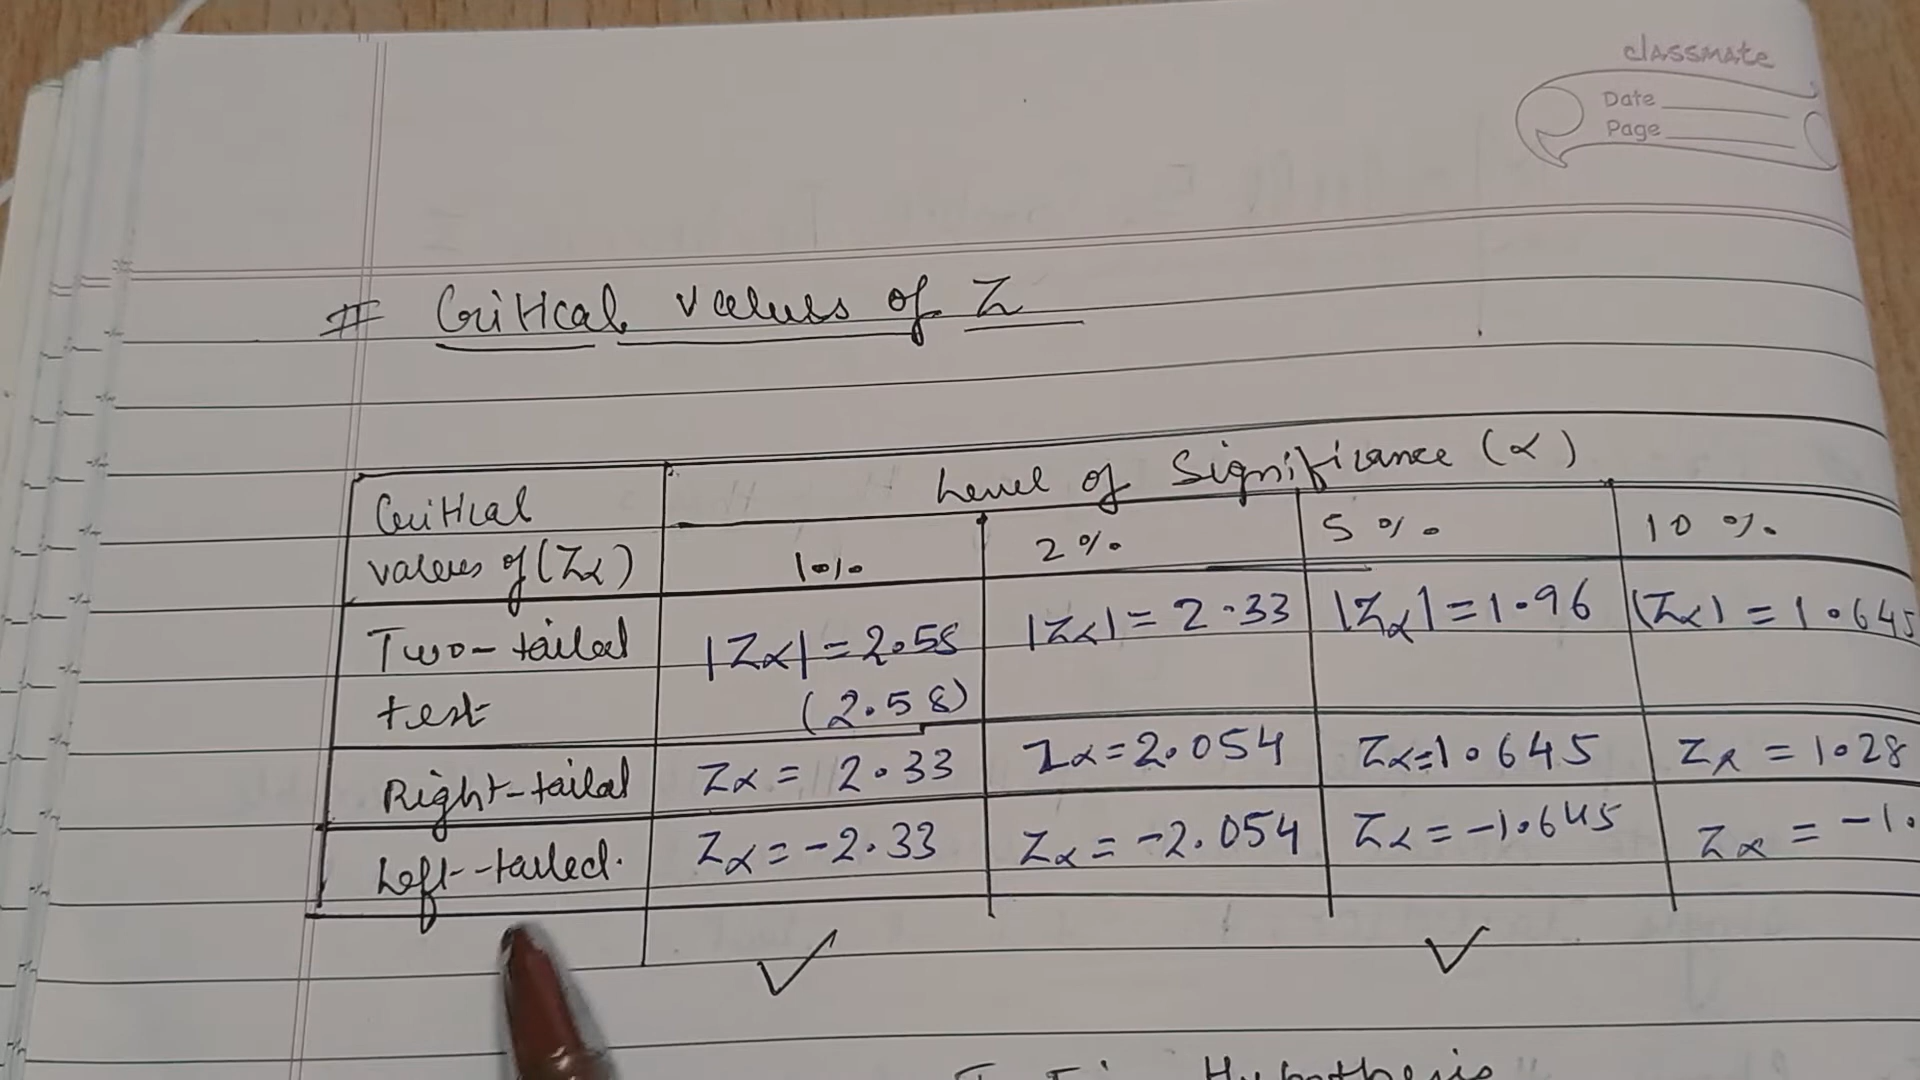 classmate
Date
Page
# Critical values of Z
Critical values of (Zα)
Level of Significance (α)
1% 2% 5% 10 %.
Two-tailed test
|Zα| = 2.58 (2.58)
|Zα| = 2.33
|Zα| = 1.96
|Zα| = 1.645
Right-tailed Zα = 2.33 Zα = 2.054 Zα = 1.645 Zα = 1.28
Left-tailed. Zα = -2.33 Zα = -2.054 Zα = -1.645 Zα = -1.
Hypothesis